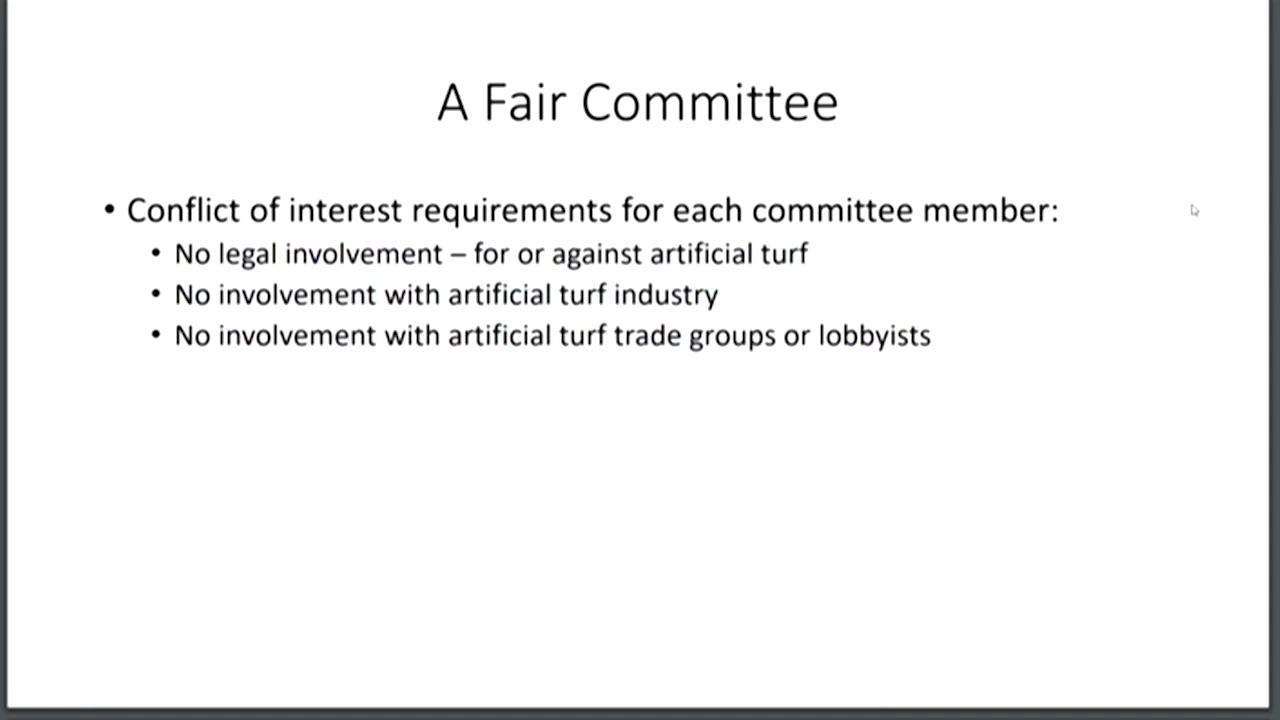 A Fair Committee
• Conflict of interest requirements for each committee member:
• No legal involvement – for or against artificial turf
• No involvement with artificial turf industry
• No involvement with artificial turf trade groups or lobbyists